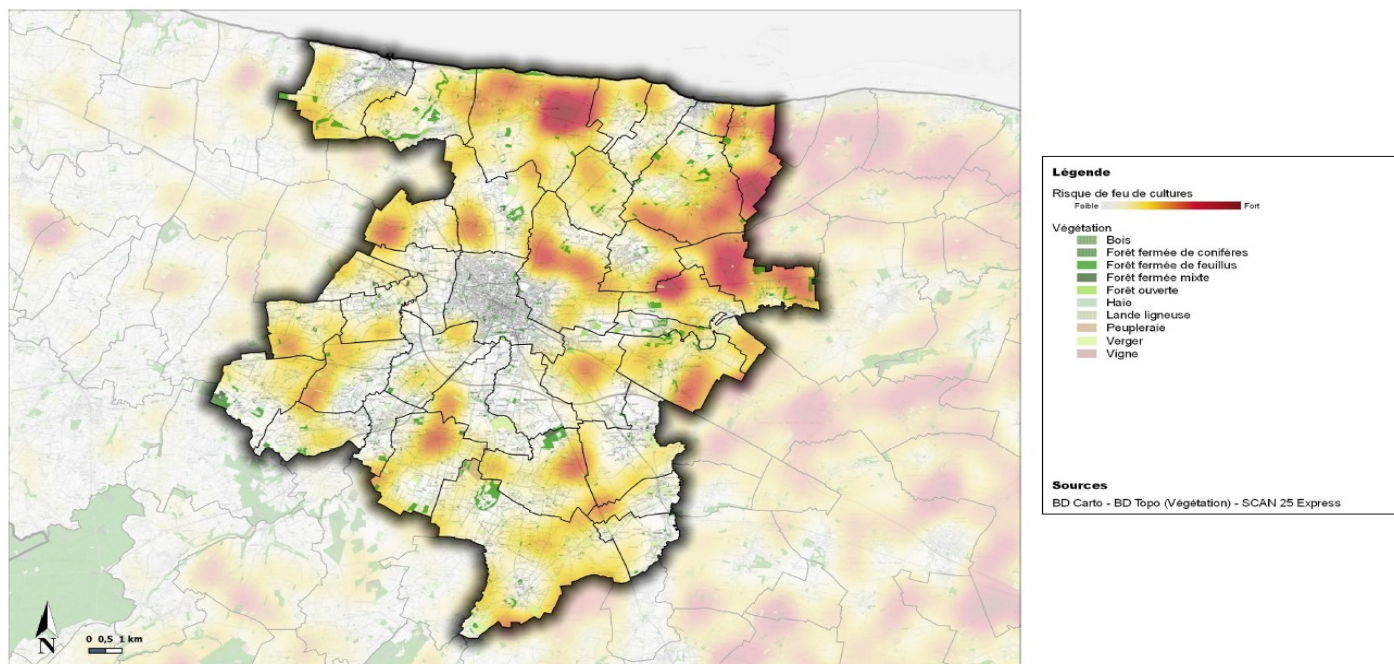 Légende
Risque de feu de cultures
Faible Fort
Végétation
Bois
Forêt fermée de conifères
Forêt fermée de feuillus
Forêt fermée mixte
Forêt ouverte
Haie
Lande ligneuse
Peupleraie
Verger
Vigne
Sources
BD Carto - BD Topo (Végétation) - SCAN 25 Express
N
0 0,5 1 km